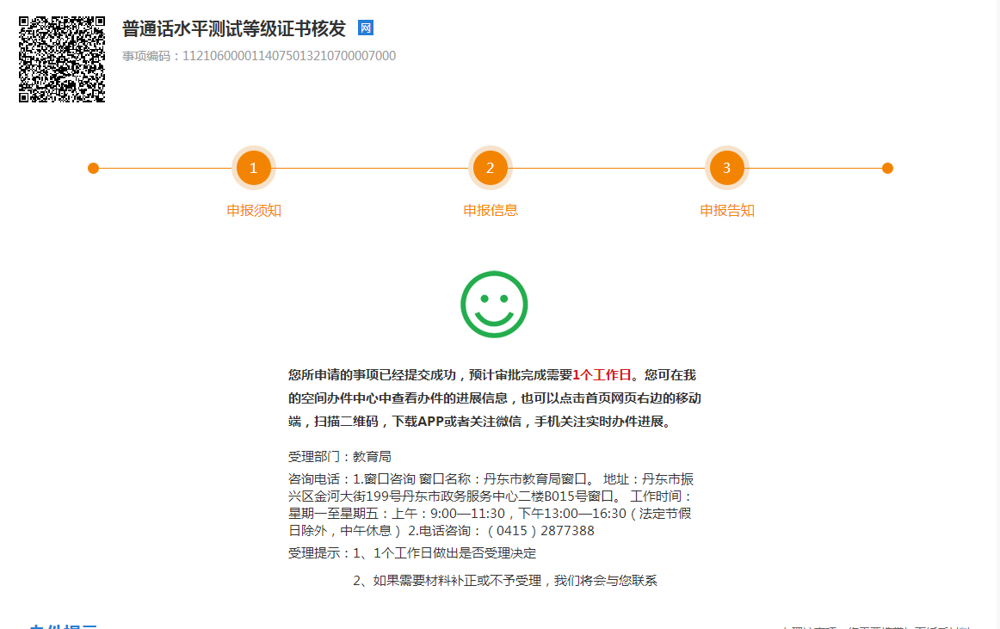 普通话水平测试等级证书核发 网
事项编码：1121060000114075013210700007000
1
2
3
申报须知
申报信息
申报告知
您所申请的事项已经提交成功，预计审批完成需要1个工作日。您可在我
的空间办件中心中查看办件的进展信息，也可以点击首页网页右边的移动
端，扫描二维码，下载APP或者关注微信，手机关注实时办件进展。
受理部门：教育局
咨询电话：1.窗口咨询 窗口名称：丹东市教育局窗口。 地址：丹东市振
兴区金河大街199号丹东市政务服务中心二楼B015号窗口。 工作时间：
星期一至星期五：上午：9:00—11:30，下午13:00—16:30（法定节假
日除外，中午休息） 2.电话咨询：（0415）2877388
受理提示：1、1个工作日做出是否受理决定
2、如果需要材料补正或不予受理，我们将会与您联系